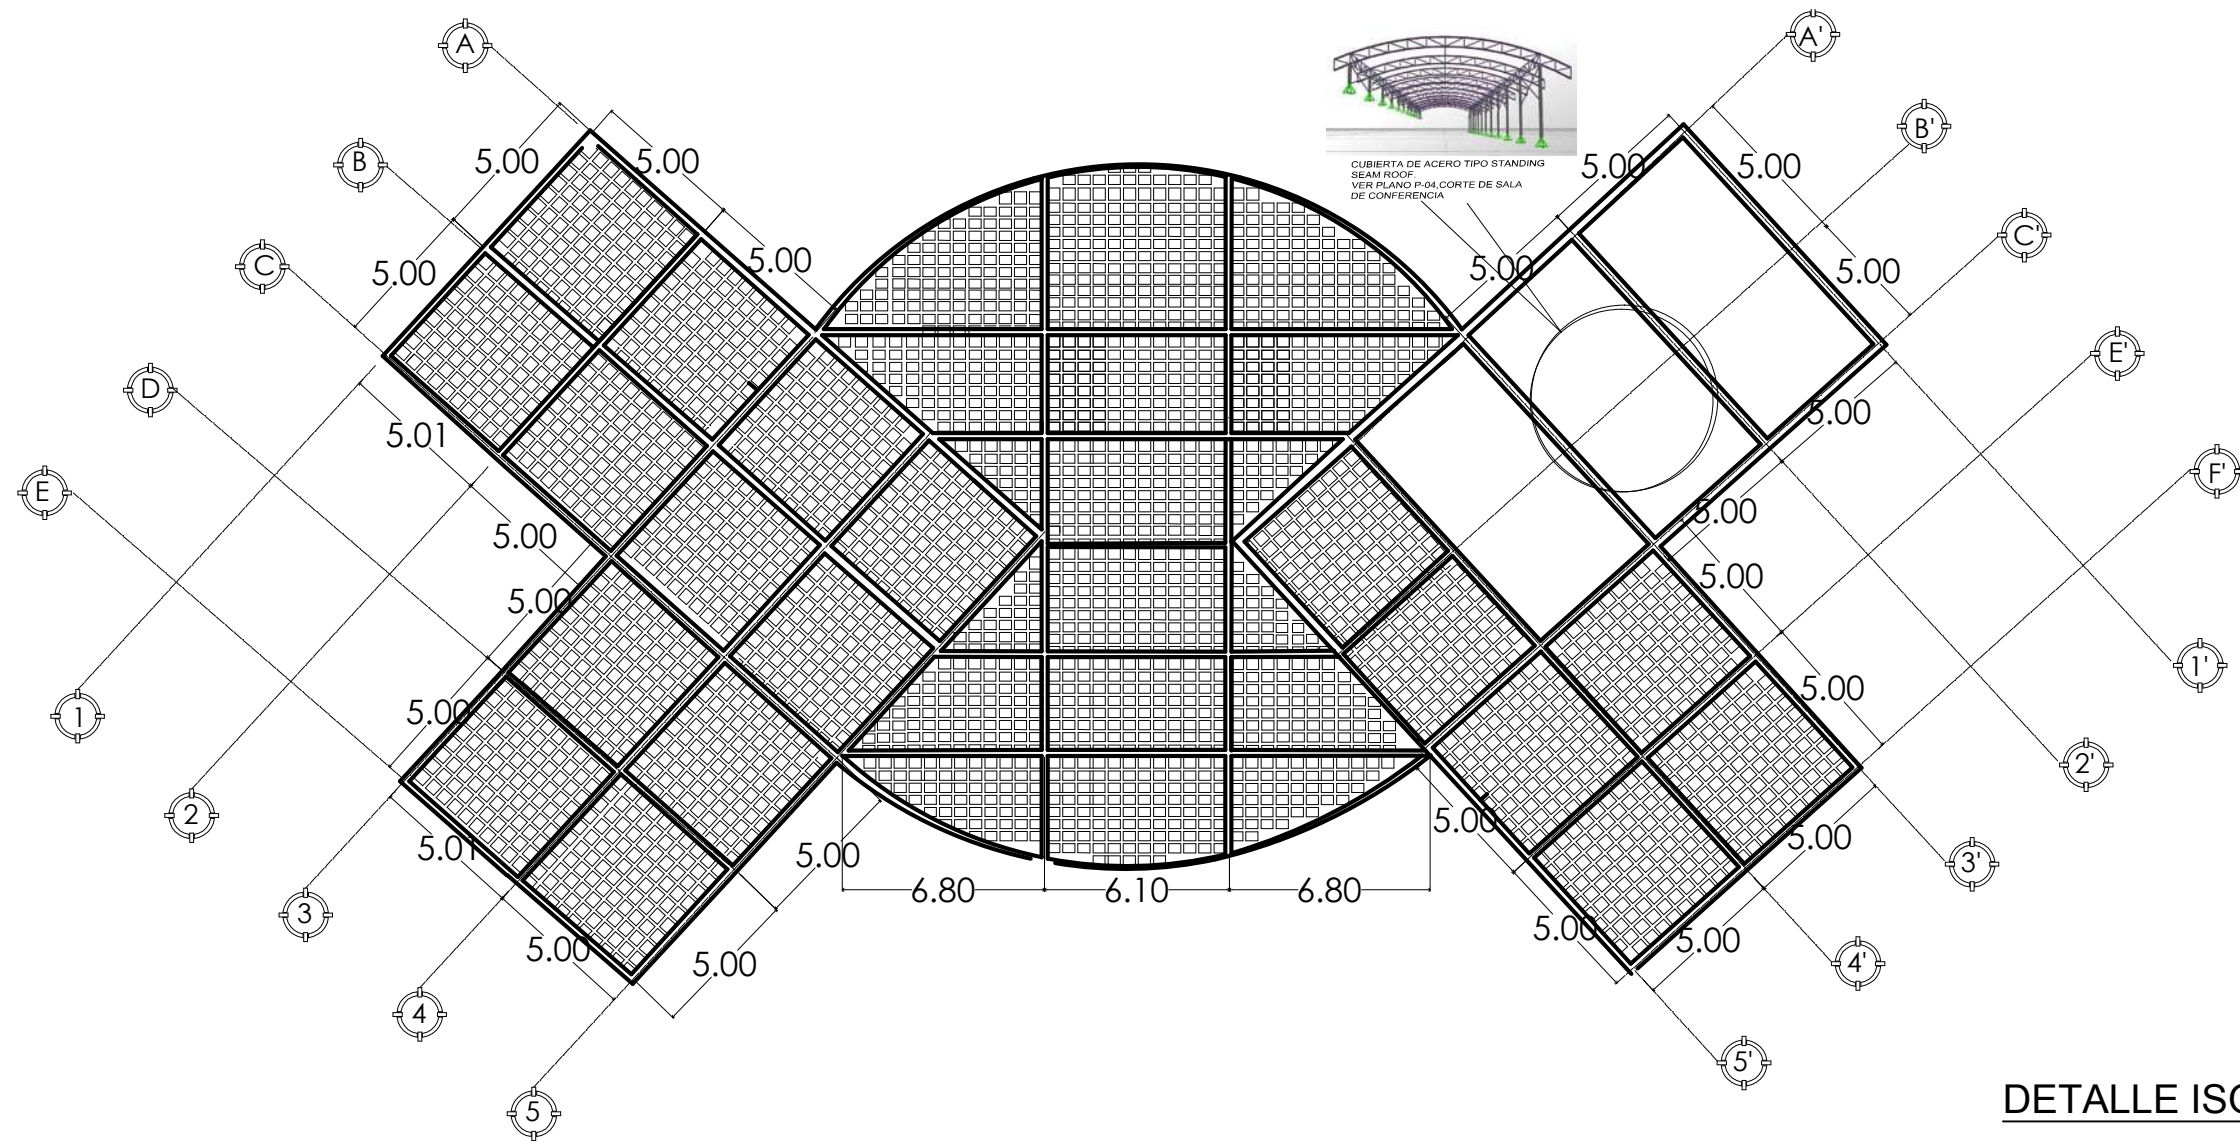 A
A'
B
B'
C
C'
D
E'
E
F'
CUBIERTA DE ACERO TIPO STANDING
SEAM ROOF.
VER PLANO P-04,CORTE DE SALA
DE CONFERENCIA
5.00
5.00
5.00
5.00
5.00
5.00
5.00
5.00
5.01
5.00
5.00
5.00
5.00
5.00
5.00
5.00
5.01
5.00
5.00
5.00
5.00
5.00
5.00
5.00
6.80
6.10
6.80
1
2
3
4
5
1'
2'
3'
4'
5'
DETALLE ISO